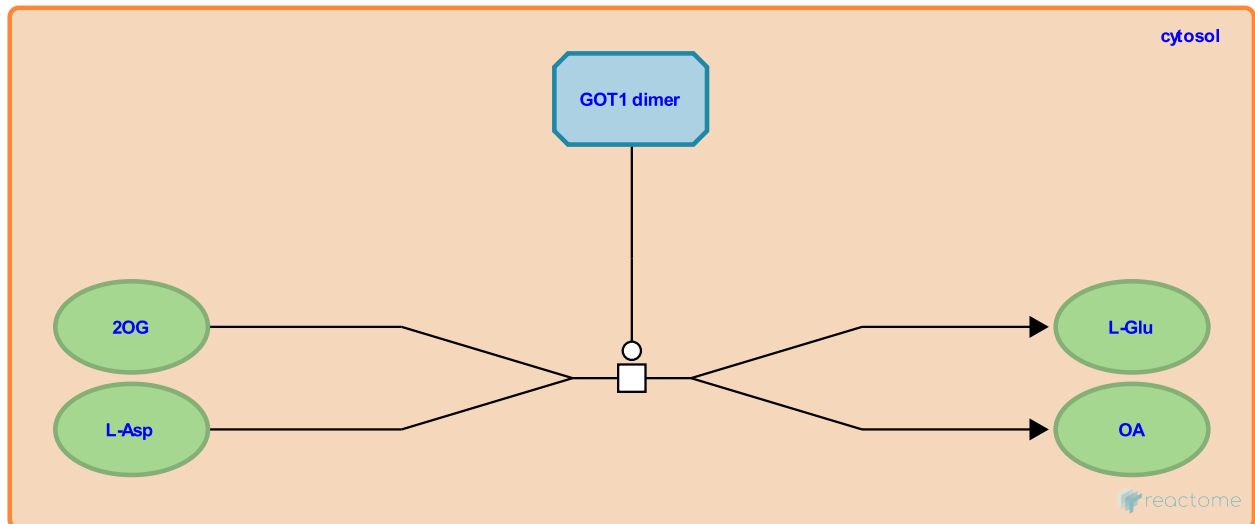 cytosol
GOT1 dimer
2OG
L-Glu
L-Asp
OA
reactome